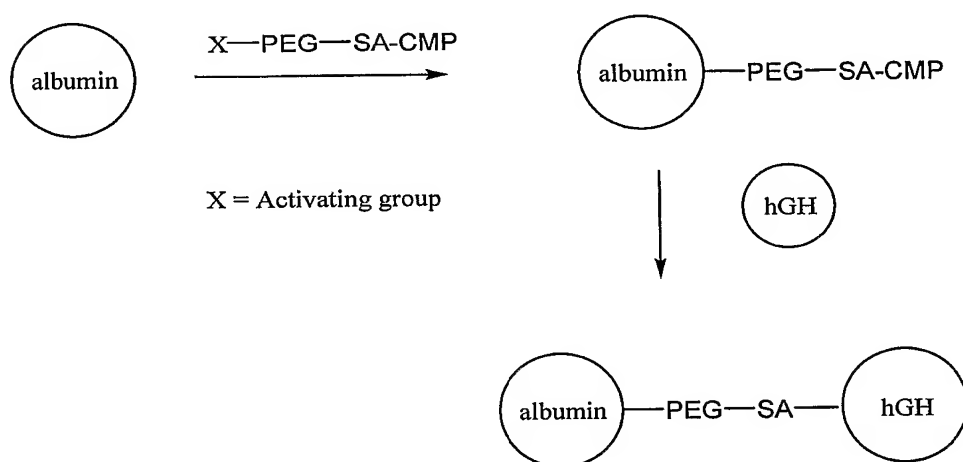 X—PEG—SA-CMP
albumin
albumin—PEG—SA-CMP
X = Activating group
hGH
albumin—PEG—SA—hGH